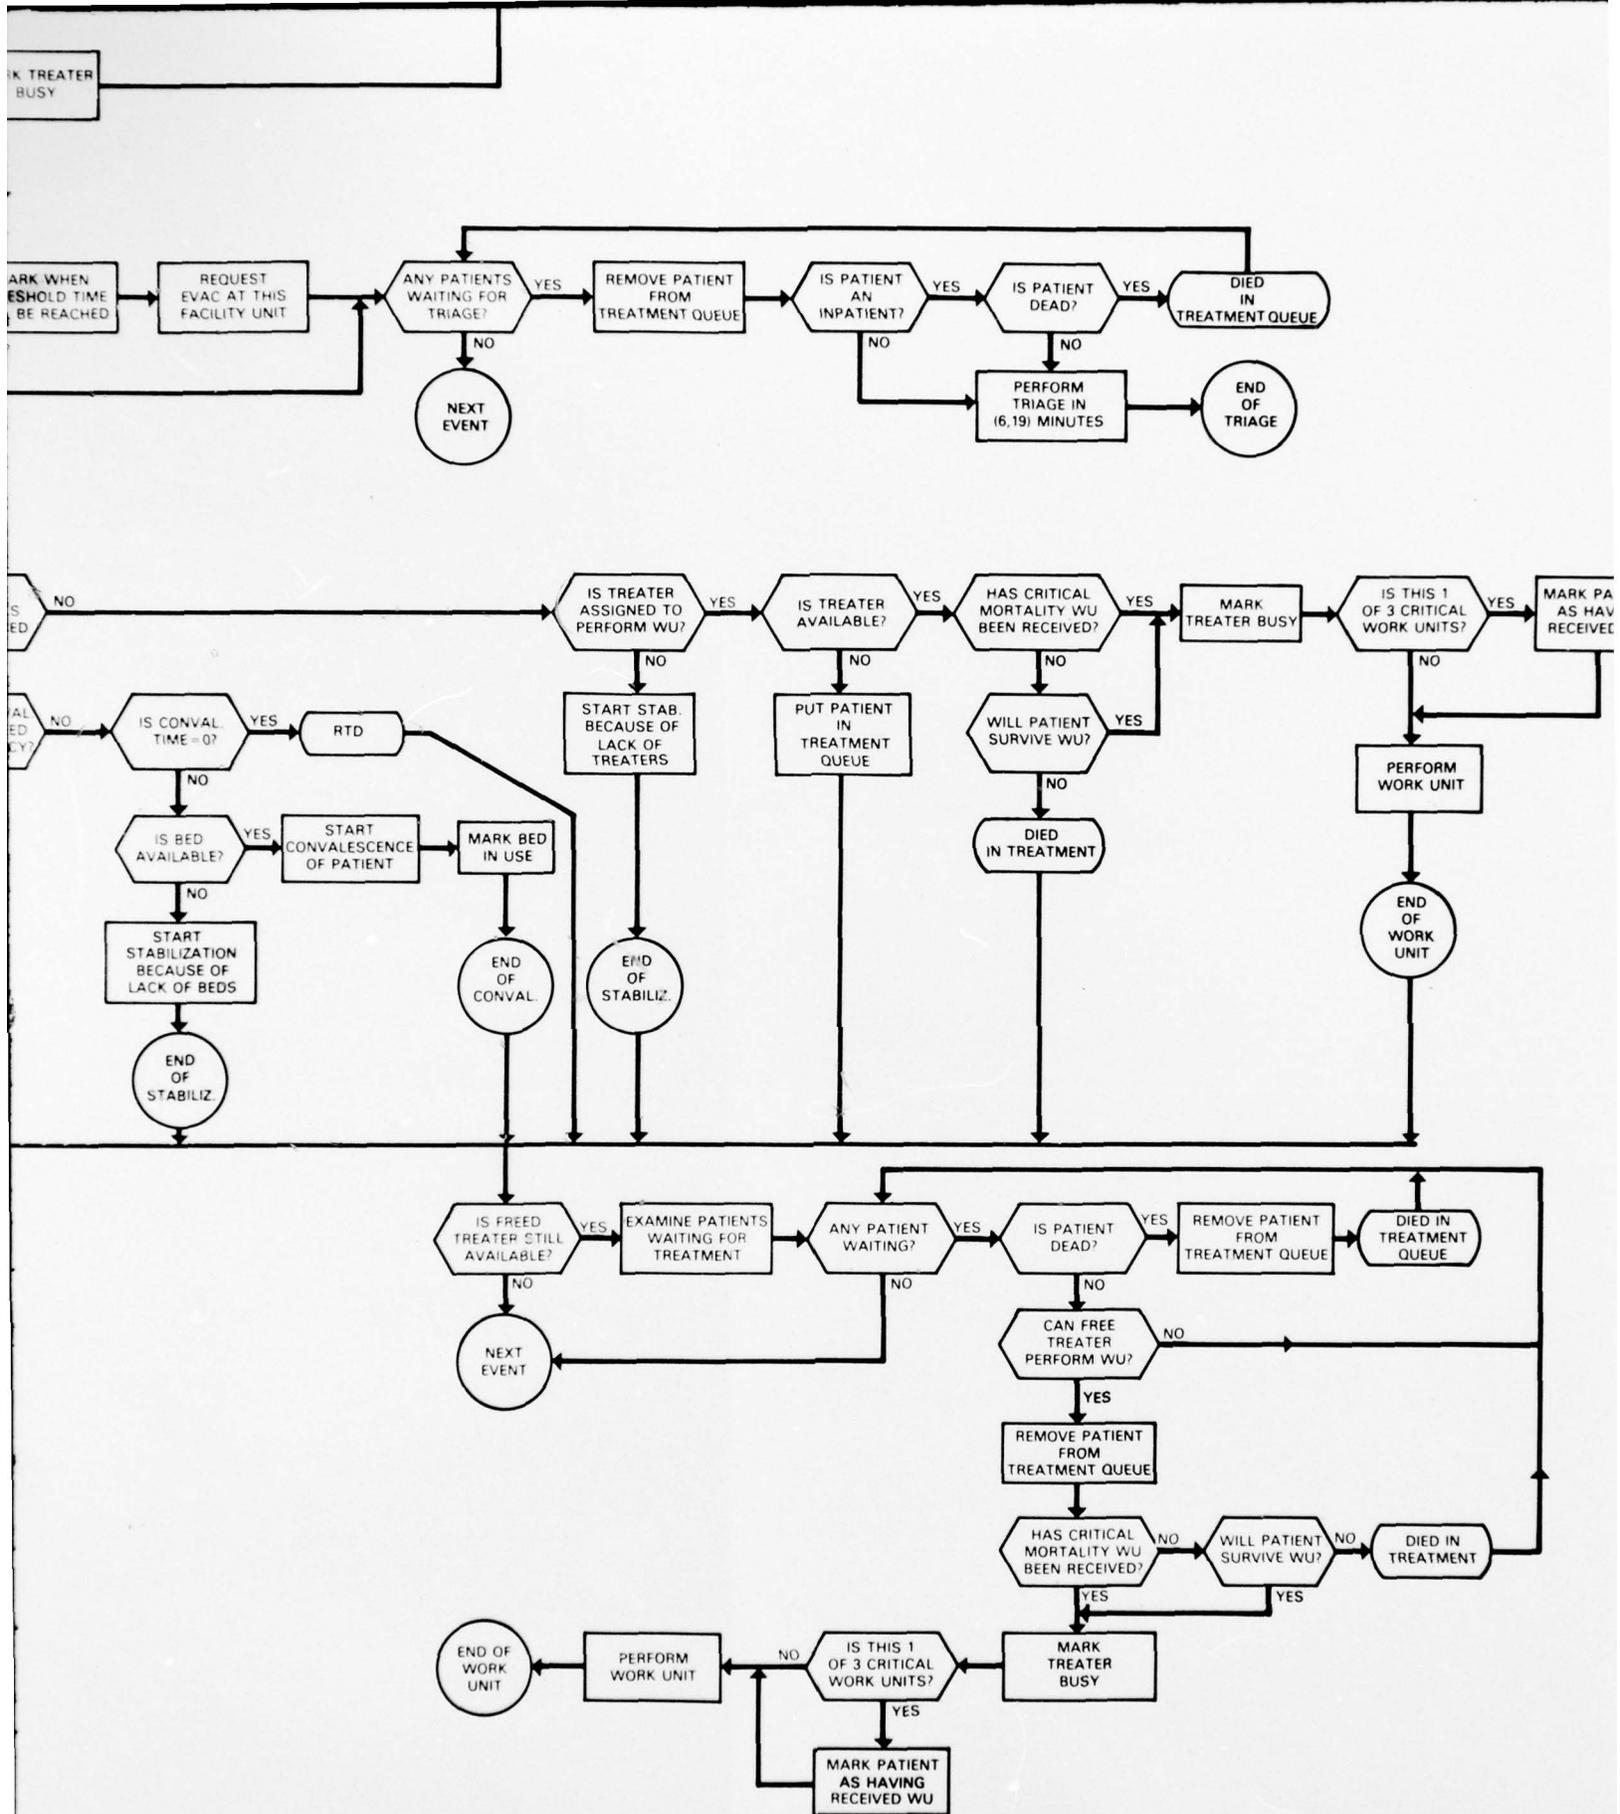 TREATER
BUSY
WHEN
TIME
BE REACHED
REQUEST
EVAC AT THIS
FACILITY UNIT
ANY PATIENTS
WAITING FOR
TRIAGE?
YES
NO
NEXT
EVENT
REMOVE PATIENT
FROM
TREATMENT QUEUE
IS PATIENT
AN
INPATIENT?
YES
NO
IS PATIENT
DEAD?
YES
NO
DIED
IN
TREATMENT QUEUE
PERFORM
TRIAGE IN
(6,19) MINUTES
END
OF
TRIAGE
NO
IS TREATER
ASSIGNED TO
PERFORM WU?
YES
NO
IS TREATER
AVAILABLE?
YES
NO
HAS CRITICAL
MORTALITY WU
BEEN RECEIVED?
YES
NO
MARK
TREATER BUSY
IS THIS 1
OF 3 CRITICAL
WORK UNITS?
YES
NO
MARK PA
AS HAV
RECEIVED
NO
IS CONVAL.
TIME=0?
YES
NO
RTD
START STAB.
BECAUSE OF
LACK OF
TREATERS
PUT PATIENT
IN
TREATMENT
QUEUE
WILL PATIENT
SURVIVE WU?
YES
NO
PERFORM
WORK UNIT
IS BED
AVAILABLE?
YES
NO
START
CONVALESCENCE
OF PATIENT
MARK BED
IN USE
DIED
IN TREATMENT
START
STABILIZATION
BECAUSE OF
LACK OF BEDS
END
OF
CONVAL.
END
OF
STABILIZ.
END
OF
WORK
UNIT
END
OF
STABILIZ.
IS FREED
TREATER STILL
AVAILABLE?
YES
NO
EXAMINE PATIENTS
WAITING FOR
TREATMENT
ANY PATIENT
WAITING?
YES
NO
IS PATIENT
DEAD?
YES
NO
REMOVE PATIENT
FROM
TREATMENT QUEUE
DIED IN
TREATMENT
QUEUE
NEXT
EVENT
CAN FREE
TREATER
PERFORM WU?
NO
YES
REMOVE PATIENT
FROM
TREATMENT QUEUE
HAS CRITICAL
MORTALITY WU
BEEN RECEIVED?
NO
YES
WILL PATIENT
SURVIVE WU?
NO
YES
DIED IN
TREATMENT
MARK
TREATER
BUSY
IS THIS 1
OF 3 CRITICAL
WORK UNITS?
NO
YES
PERFORM
WORK UNIT
END OF
WORK
UNIT
MARK PATIENT
AS HAVING
RECEIVED WU